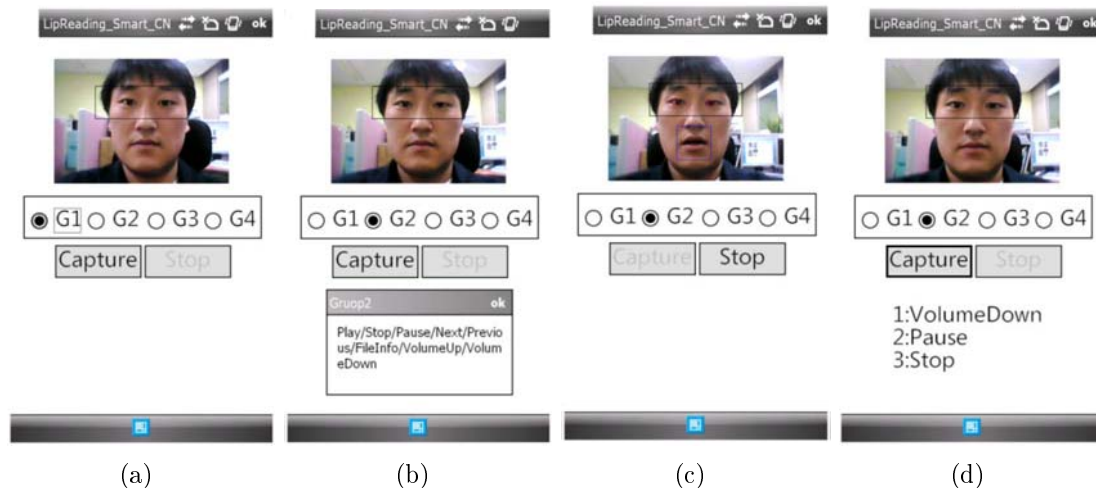 LipReading_Smart_CN ok
G1 G2 G3 G4
Capture Stop
(a)
LipReading_Smart_CN ok
G1 G2 G3 G4
Capture Stop
Gruop2 ok
Play/Stop/Pause/Next/Previo
us/FileInfo/VolumeUp/Volum
eDown
(b)
LipReading_Smart_CN ok
G1 G2 G3 G4
Capture Stop
(c)
LipReading_Smart_CN ok
G1 G2 G3 G4
Capture Stop
1:VolumeDown
2:Pause
3:Stop
(d)